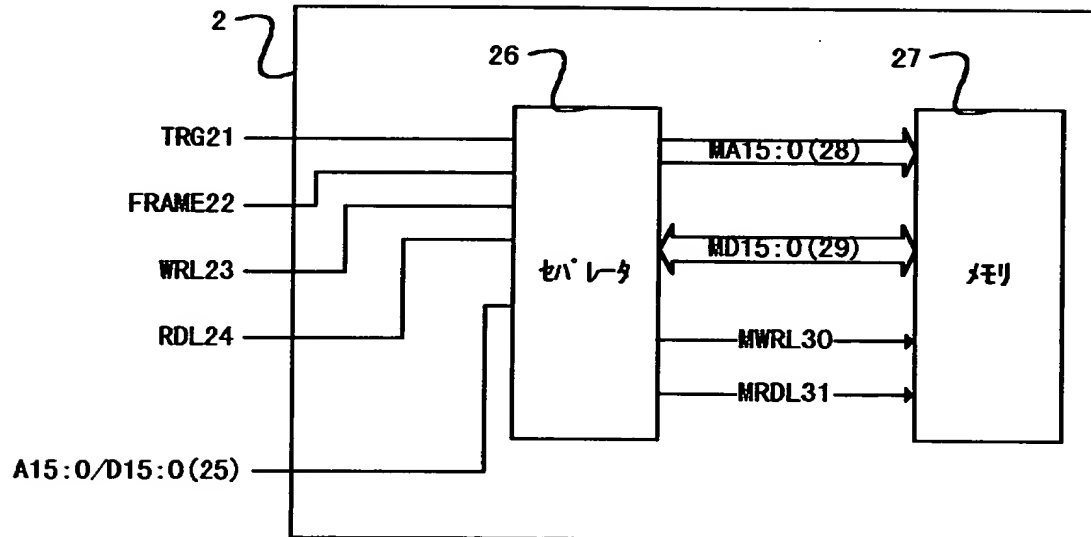 2
26
27
TRG21
MA15:0(28)
FRAME22
WRL23
MD15:0(29)
セパレータ
メモリ
RDL24
MWRL30
MRDL31
A15:0/D15:0(25)